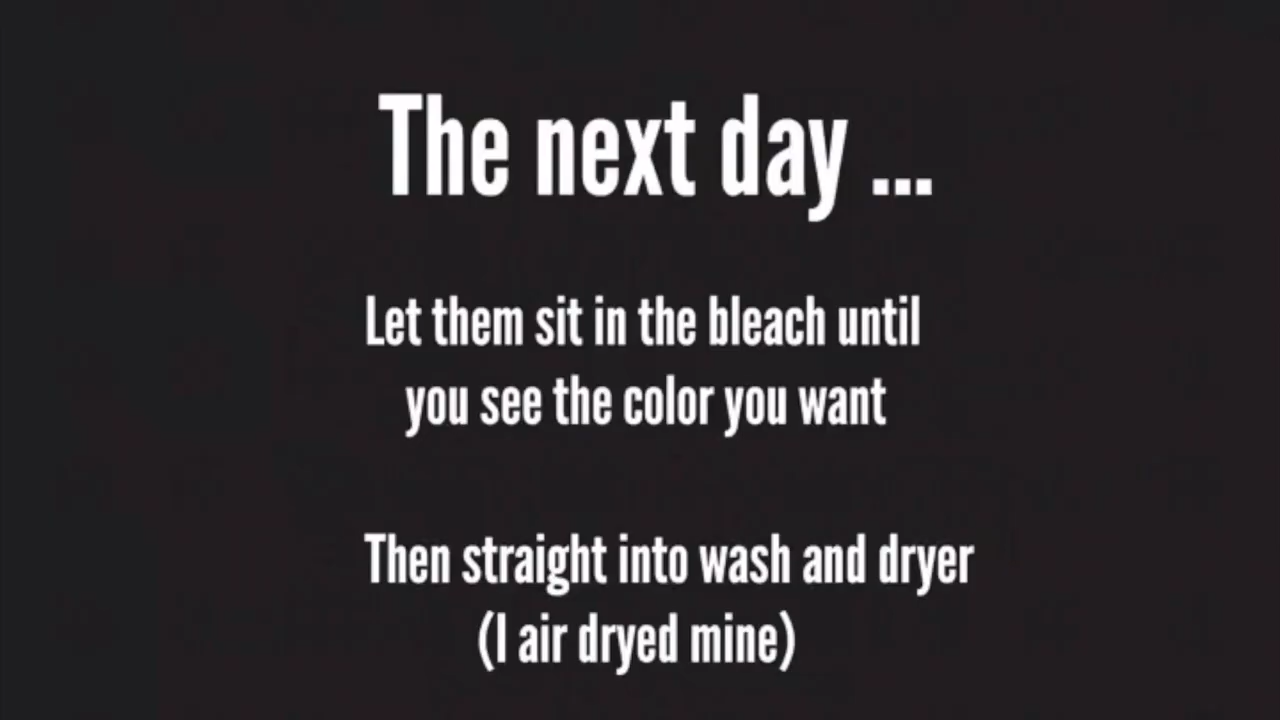 The next day ...
Let them sit in the bleach until
you see the color you want
Then straight into wash and dryer
(I air dryed mine)